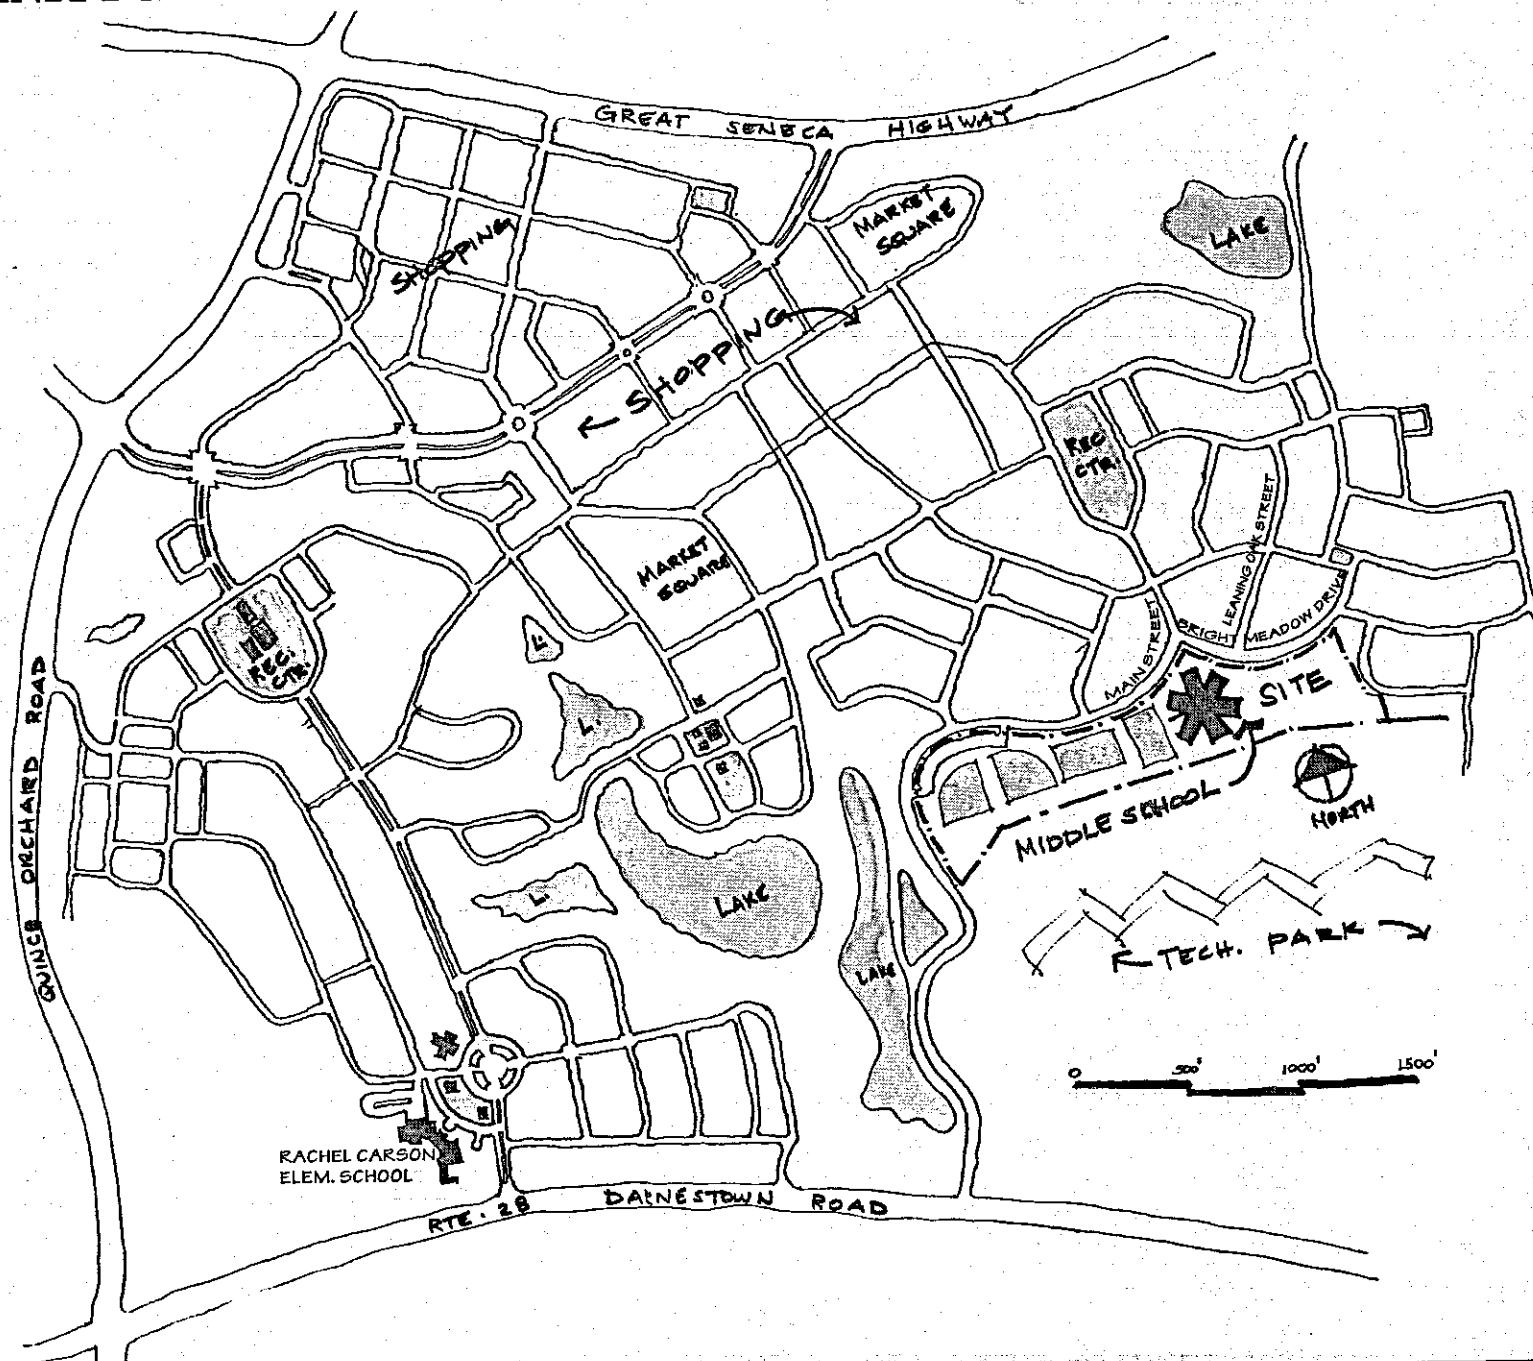 GREAT SENECA HIGHWAY
MARKET
SQUARE
LAKE
SHOPPING
← SHOPPING
REC
CTR.
LEANING OAK STREET
MARKET
SQUARE
BRIGHT MEADOW DRIVE
MAIN STREET
SITE
REC.
CTR.
L.
L.
QUINCE ORCHARD ROAD
NORTH
MIDDLE SCHOOL
LAKE
L.
LAKE
← TECH. PARK
0 500' 1000' 1500'
RACHEL CARSON
ELEM. SCHOOL
RTE. 28 DARNESTOWN ROAD